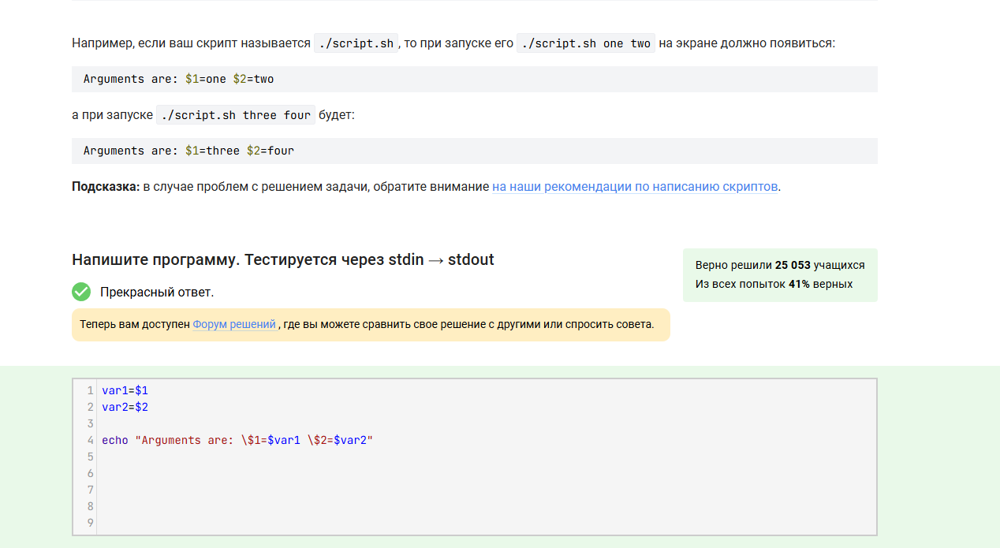 Например, если ваш скрипт называется ./script.sh, то при запуске его ./script.sh one two на экране должно появиться:
Arguments are: $1=one $2=two
а при запуске ./script.sh three four будет:
Arguments are: $1=three $2=four
Подсказка: в случае проблем с решением задачи, обратите внимание на наши рекомендации по написанию скриптов.
Напишите программу. Тестируется через stdin → stdout
Верно решили 25 053 учащихся
Из всех попыток 41% верных
Прекрасный ответ.
Теперь вам доступен Форум решений, где вы можете сравнить свое решение с другими или спросить совета.
1 var1=$1
2 var2=$2
3
4 echo "Arguments are: \$1=$var1 \$2=$var2"
5
6
7
8
9